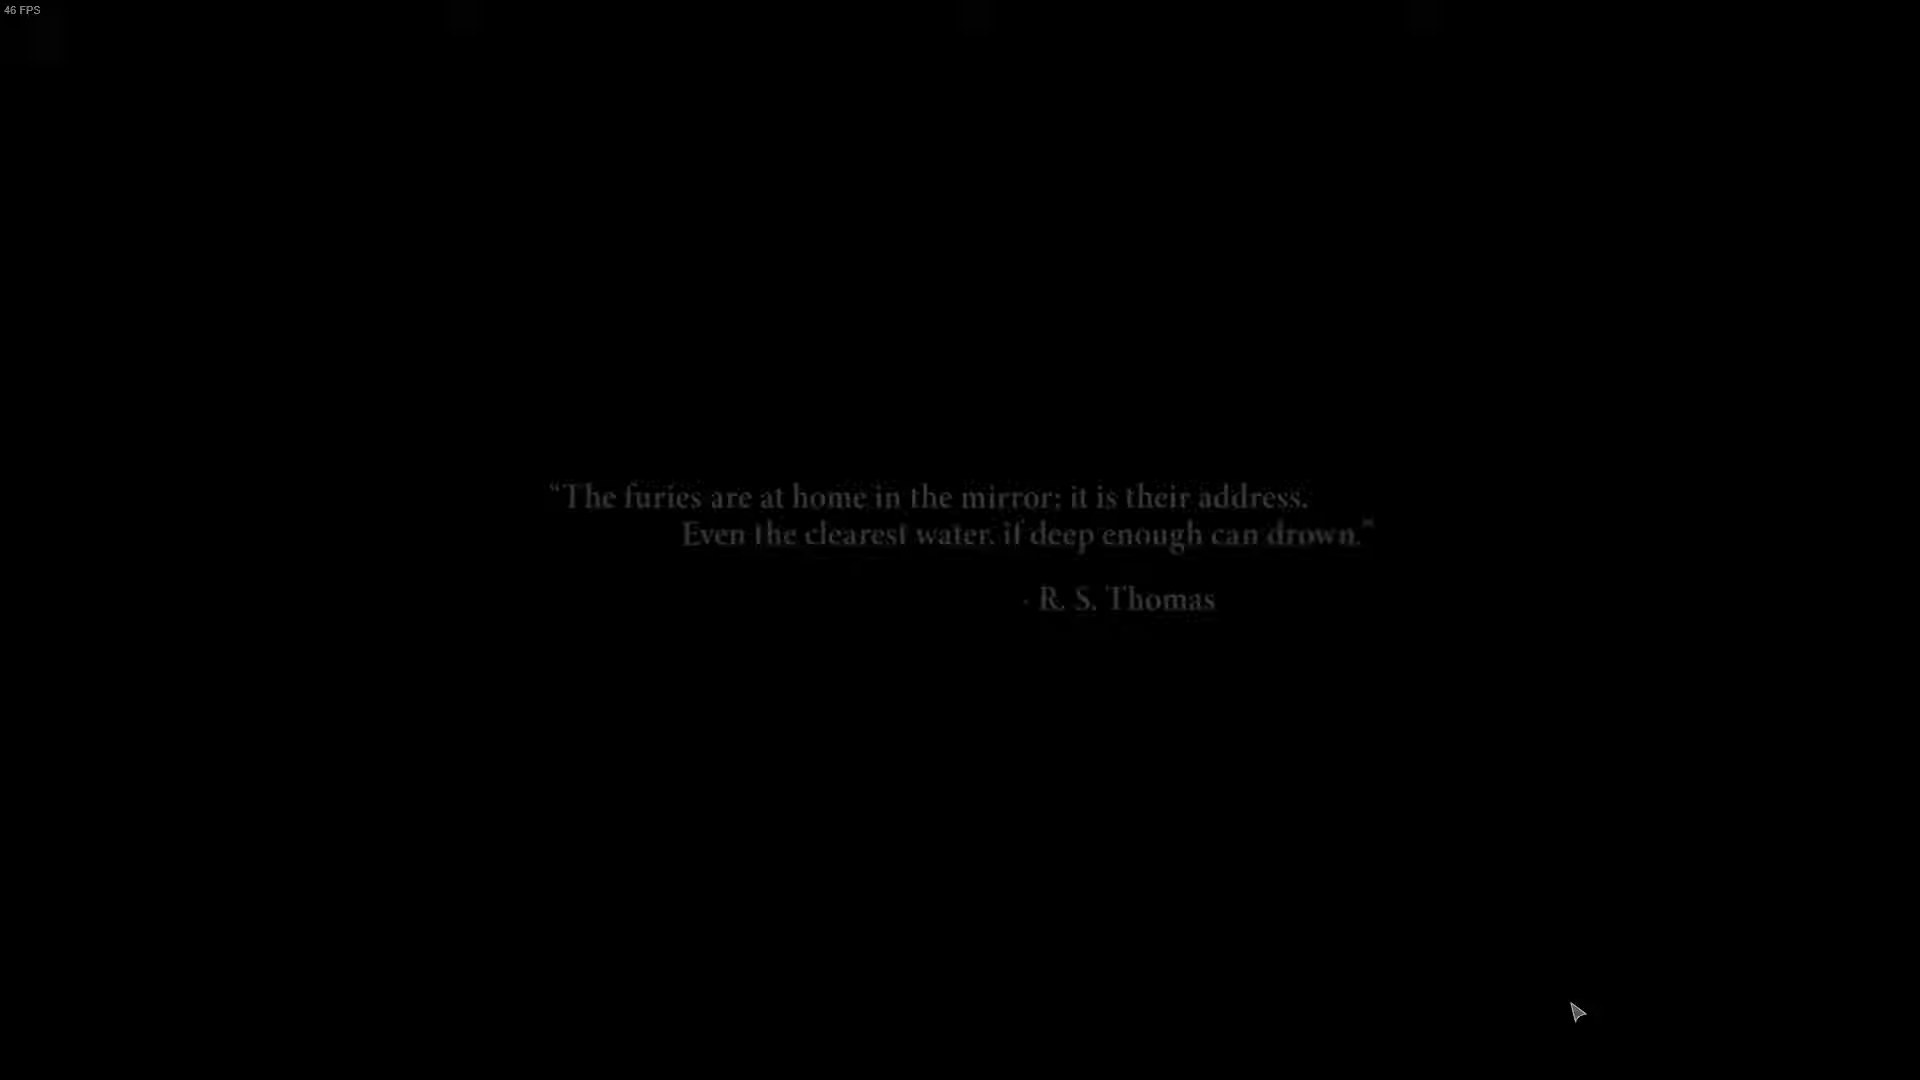 46 FPS
“The furies are at home in the mirror; it is their address.
Even the clearest water, if deep enough can drown.”
- R. S. Thomas